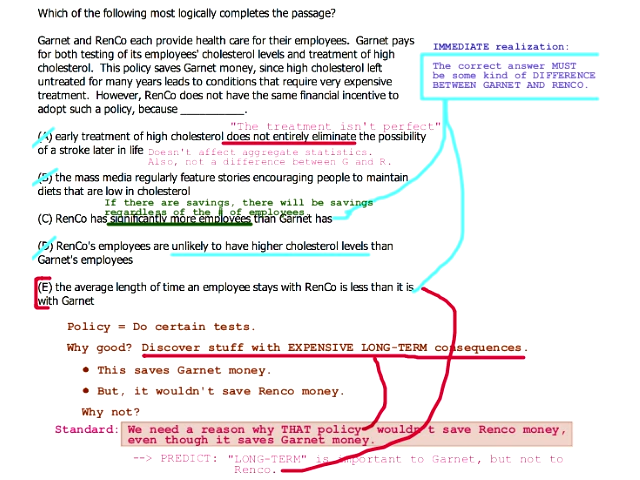 Which of the following most logically completes the passage?
Garnet and RenCo each provide health care for their employees. Garnet pays
for both testing of its employees' cholesterol levels and treatment of high
cholesterol. This policy saves Garnet money, since high cholesterol left
untreated for many years leads to conditions that require very expensive
treatment. However, RenCo does not have the same financial incentive to
adopt such a policy, because __________.
IMMEDIATE realization:
The correct answer MUST
be some kind of DIFFERENCE
BETWEEN GARNET AND RENCO.
"The treatment isn't perfect"
(A) early treatment of high cholesterol does not entirely eliminate the possibility
of a stroke later in life
Doesn't affect aggregate statistics.
Also, not a difference between G and R.
(B) the mass media regularly feature stories encouraging people to maintain
diets that are low in cholesterol
If there are savings, there will be savings
regardless of the # of employees
(C) RenCo has significantly more employees than Garnet has
(D) RenCo's employees are unlikely to have higher cholesterol levels than
Garnet's employees
(E) the average length of time an employee stays with RenCo is less than it is
with Garnet
Policy = Do certain tests.
Why good? Discover stuff with EXPENSIVE LONG-TERM consequences.
• This saves Garnet money.
• But, it wouldn't save Renco money.
Why not?
Standard: We need a reason why THAT policy wouldn't save Renco money,
even though it saves Garnet money.
--> PREDICT: "LONG-TERM" is important to Garnet, but not to
Renco.